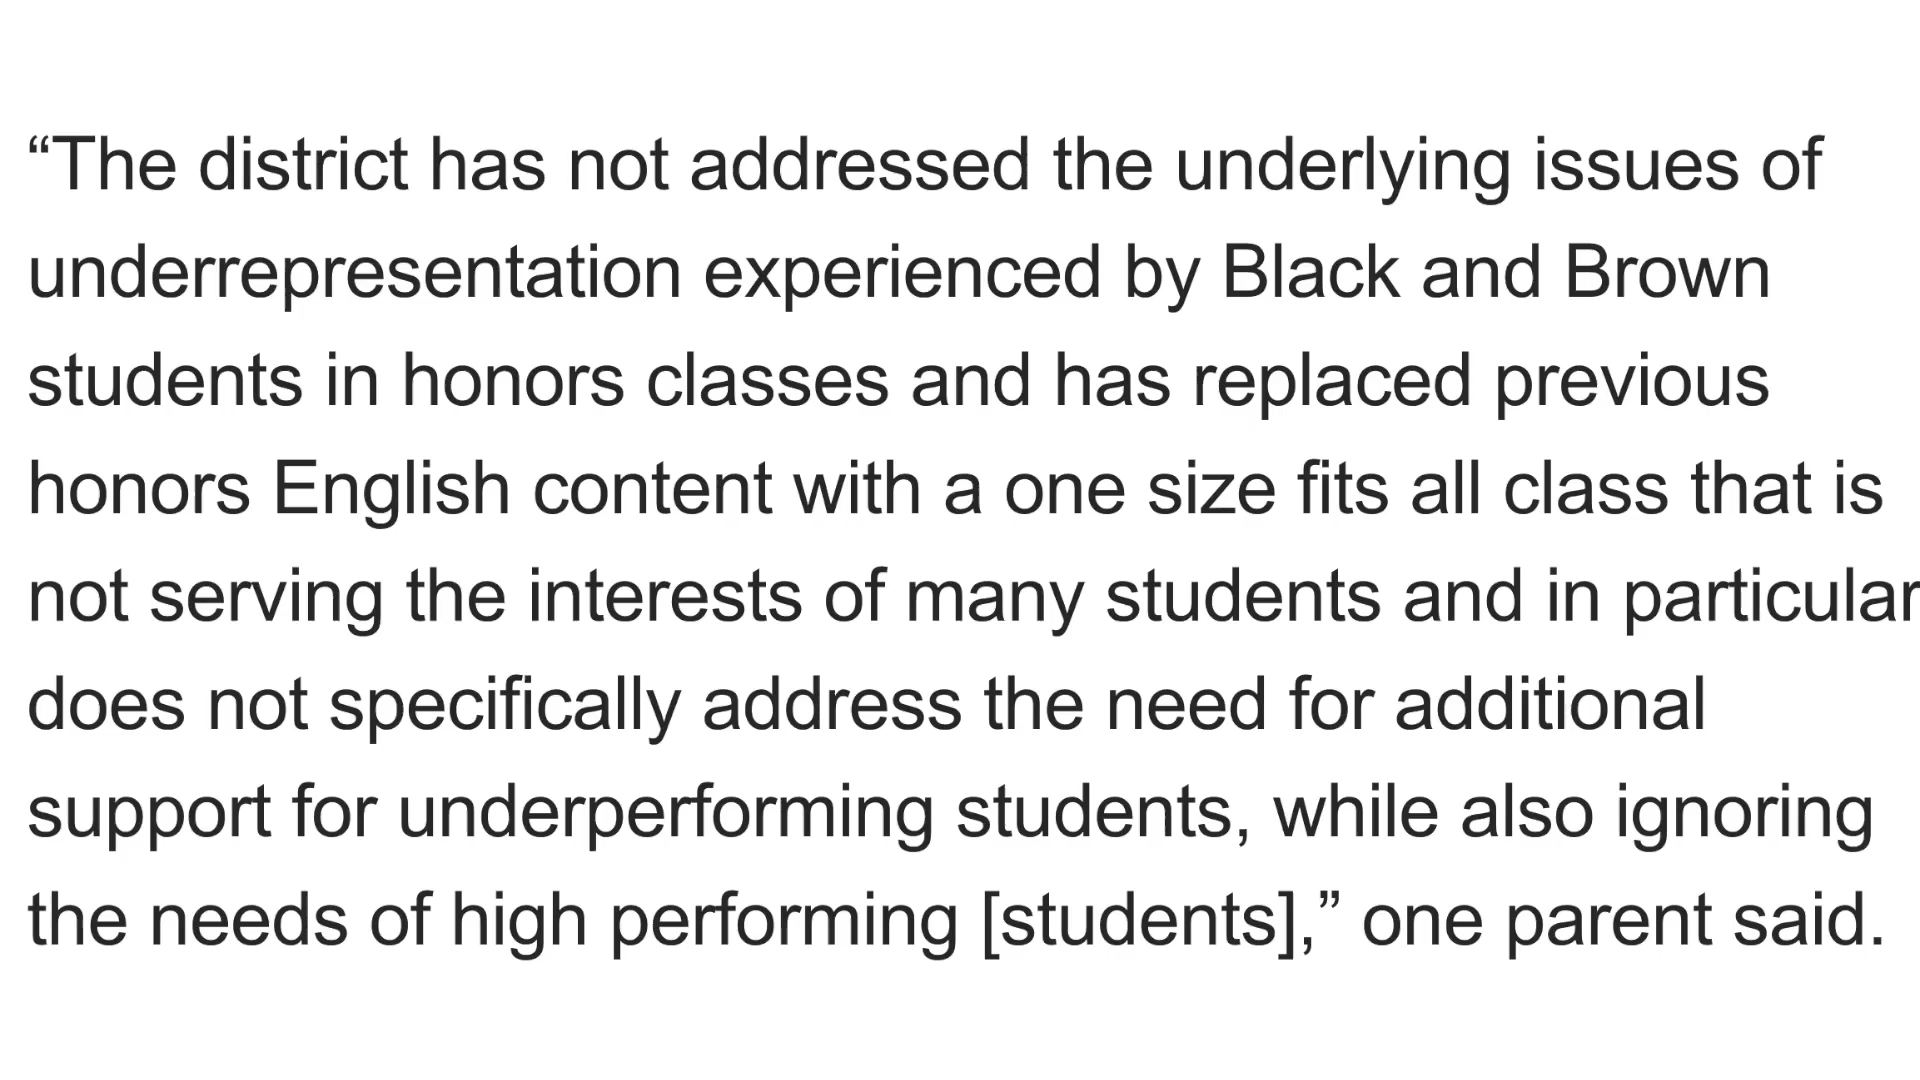 “The district has not addressed the underlying issues of
underrepresentation experienced by Black and Brown
students in honors classes and has replaced previous
honors English content with a one size fits all class that is
not serving the interests of many students and in particular
does not specifically address the need for additional
support for underperforming students, while also ignoring
the needs of high performing [students],” one parent said.